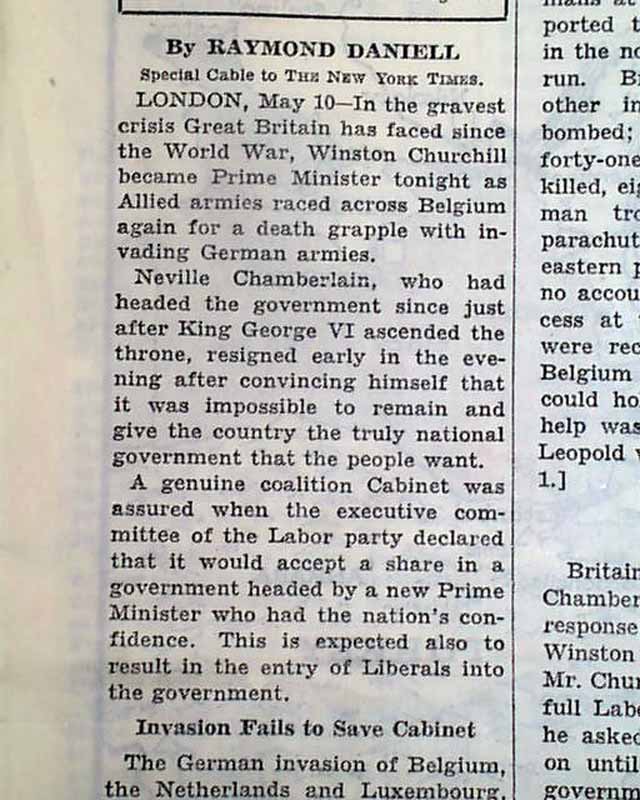 By RAYMOND DANIELL
Special Cable to THE NEW YORK TIMES.
LONDON, May 10—In the gravest
crisis Great Britain has faced since
the World War, Winston Churchill
became Prime Minister tonight as
Allied armies raced across Belgium
again for a death grapple with in-
vading German armies.
Neville Chamberlain, who had
headed the government since just
after King George VI ascended the
throne, resigned early in the eve-
ning after convincing himself that
it was impossible to remain and
give the country the truly national
government that the people want.
A genuine coalition Cabinet was
assured when the executive com-
mittee of the Labor party declared
that it would accept a share in a
government headed by a new Prime
Minister who had the nation's con-
fidence. This is expected also to
result in the entry of Liberals into
the government.
Invasion Fails to Save Cabinet
The German invasion of Belgium,
the Netherlands and Luxembourg,
ported
in the
run.
other
bombed;
forty-one
killed,
man
eastern
no
cess at
were
Belgium
could
help was
Leopold
1.]
Britain
response
Winston
Mr.
full
he asked
on until